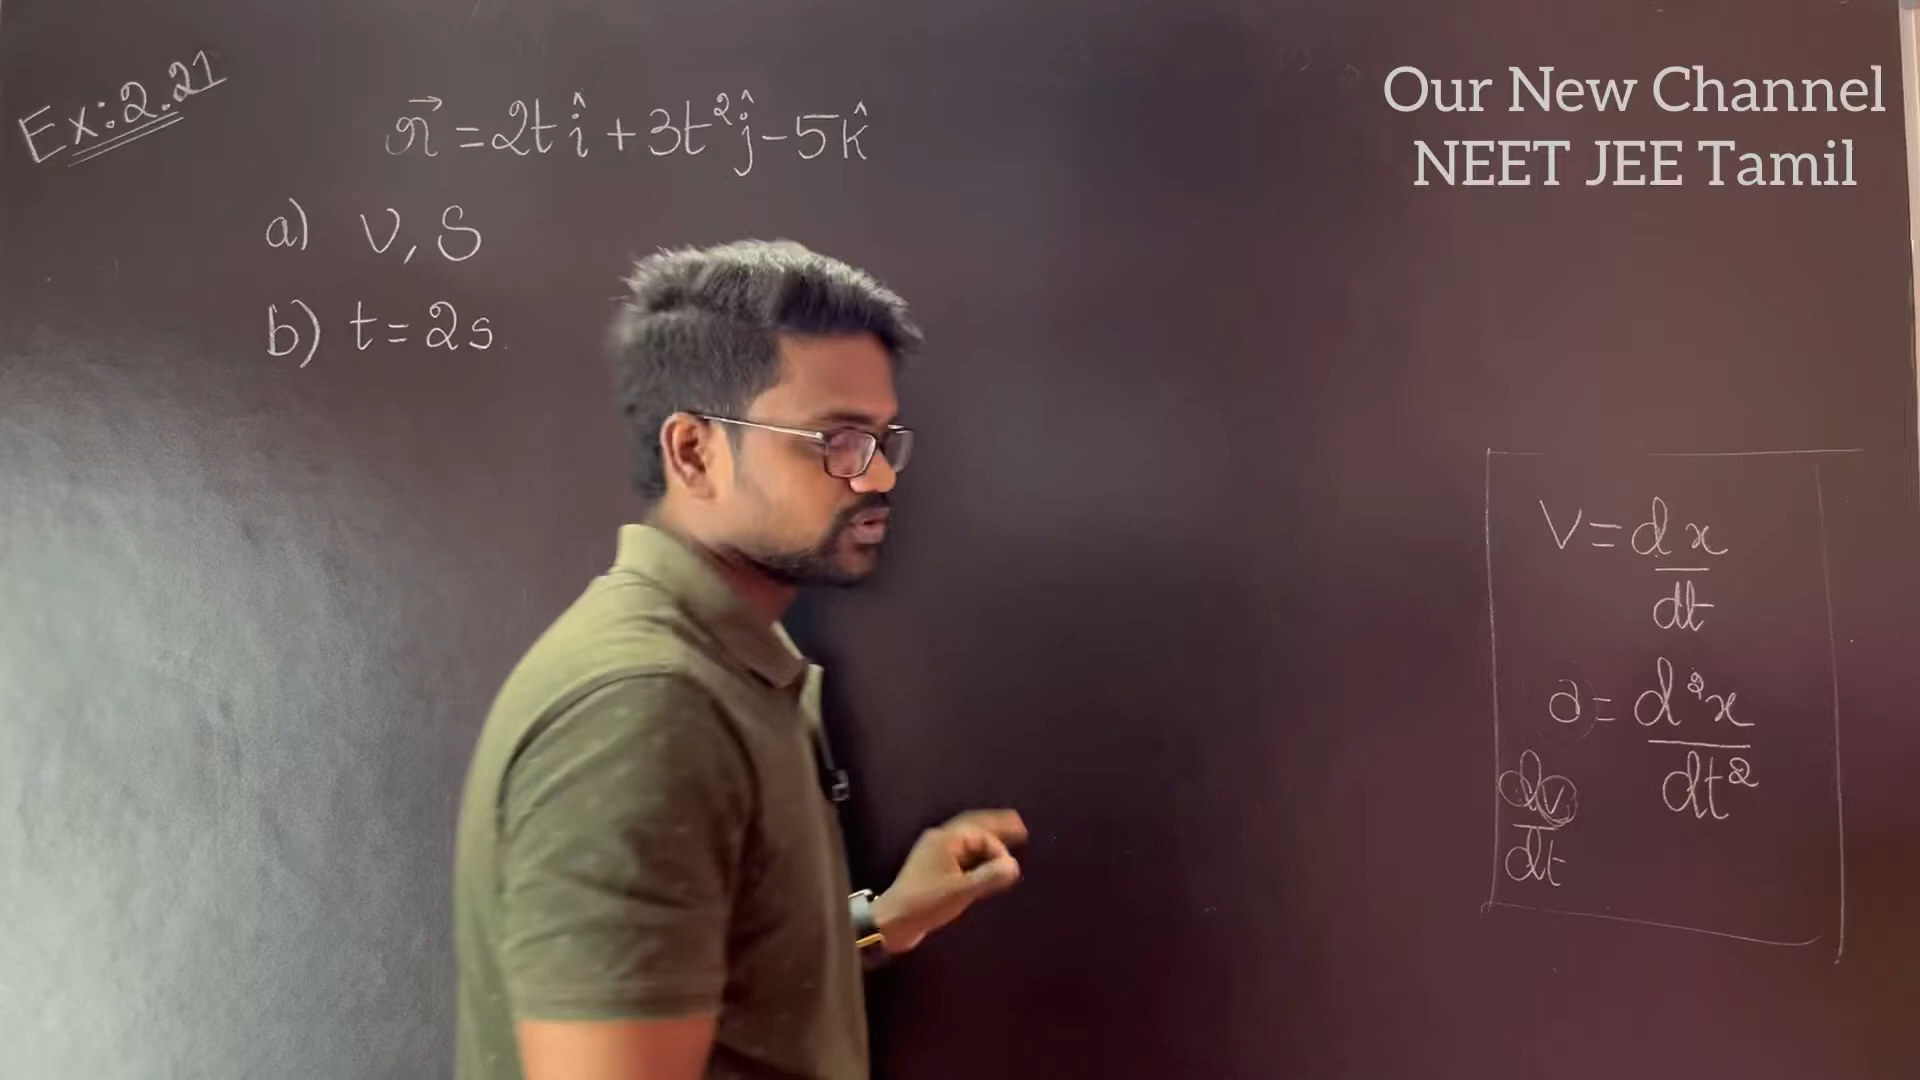 Ex:2.21
r⃗ = 2t î + 3t² ĵ - 5 k̂
a) v, S
b) t = 2s
Our New Channel
NEET JEE Tamil
V = dx
dt
a = d²x
dt²
dv
dt